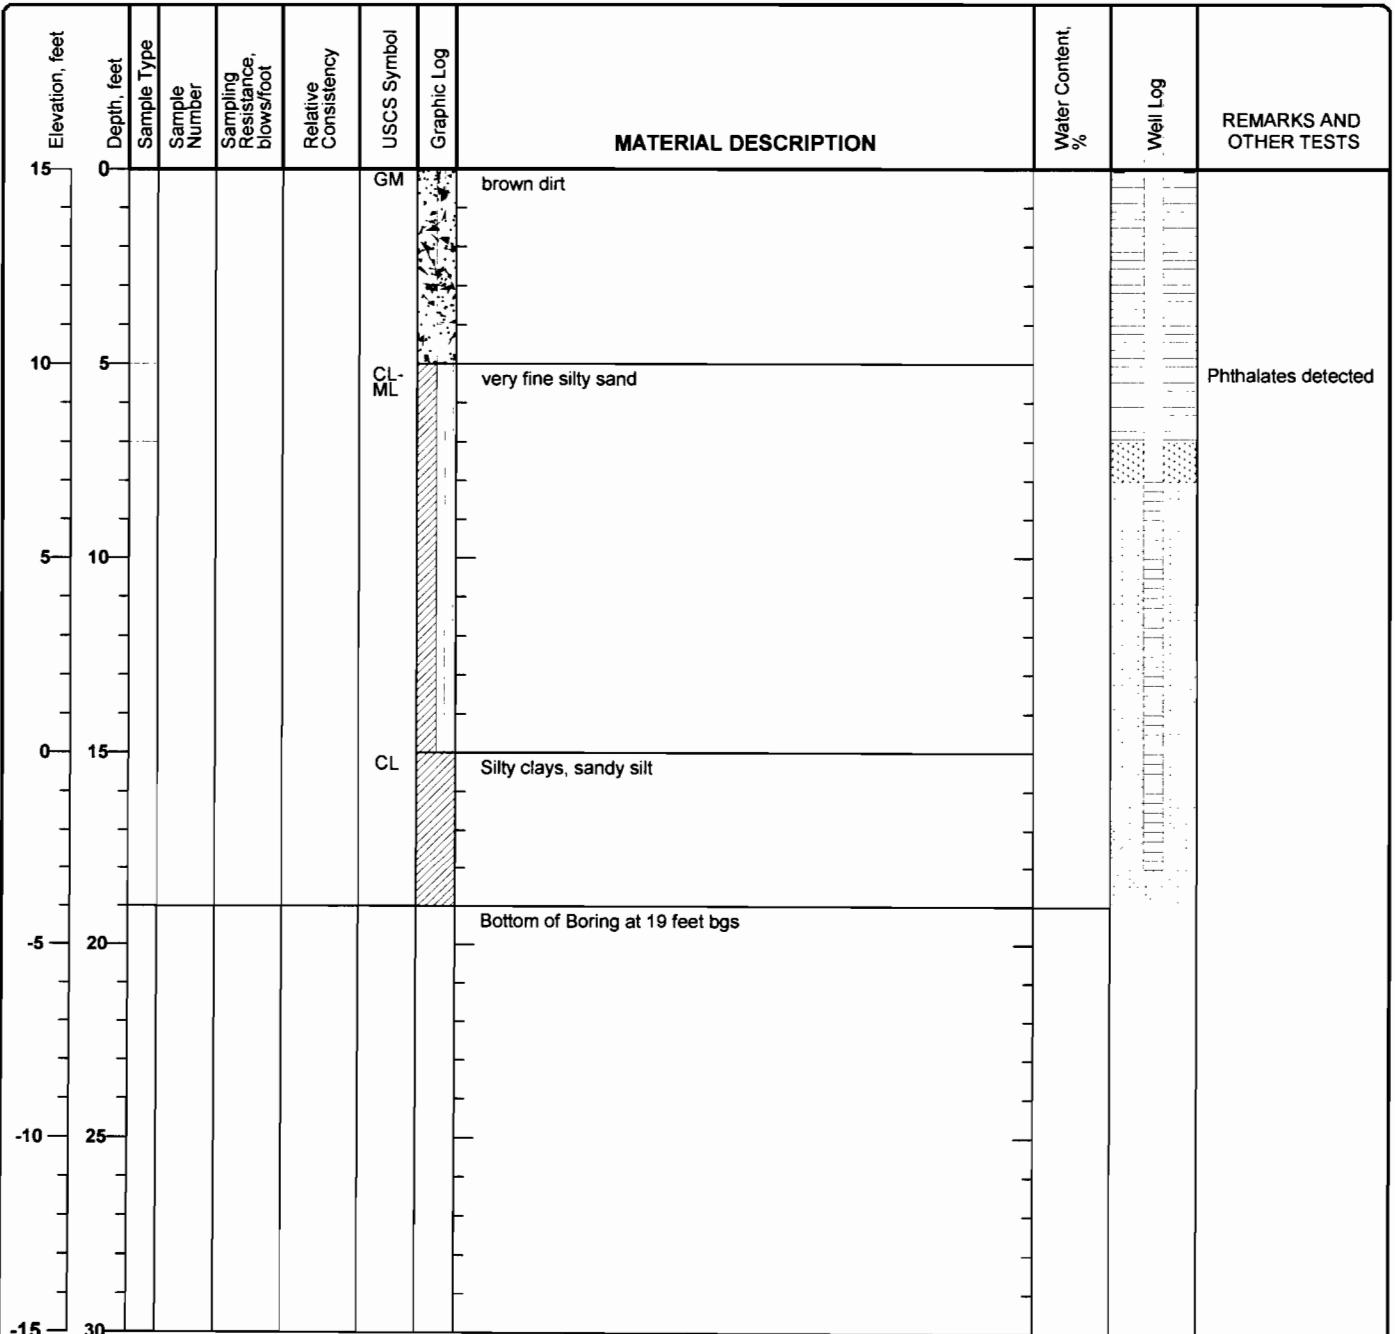 Elevation, feet
Depth, feet
Sample Type
Sample
Number
Sampling
Resistance,
blows/foot
Relative
Consistency
USCS Symbol
Graphic Log
MATERIAL DESCRIPTION
Water Content,
%
Well Log
REMARKS AND
OTHER TESTS
15 0
GM brown dirt
10 5
CL-
ML
very fine silty sand
Phthalates detected
5 10
0 15
CL Silty clays, sandy silt
Bottom of Boring at 19 feet bgs
-5 20
-10 25
-15 30